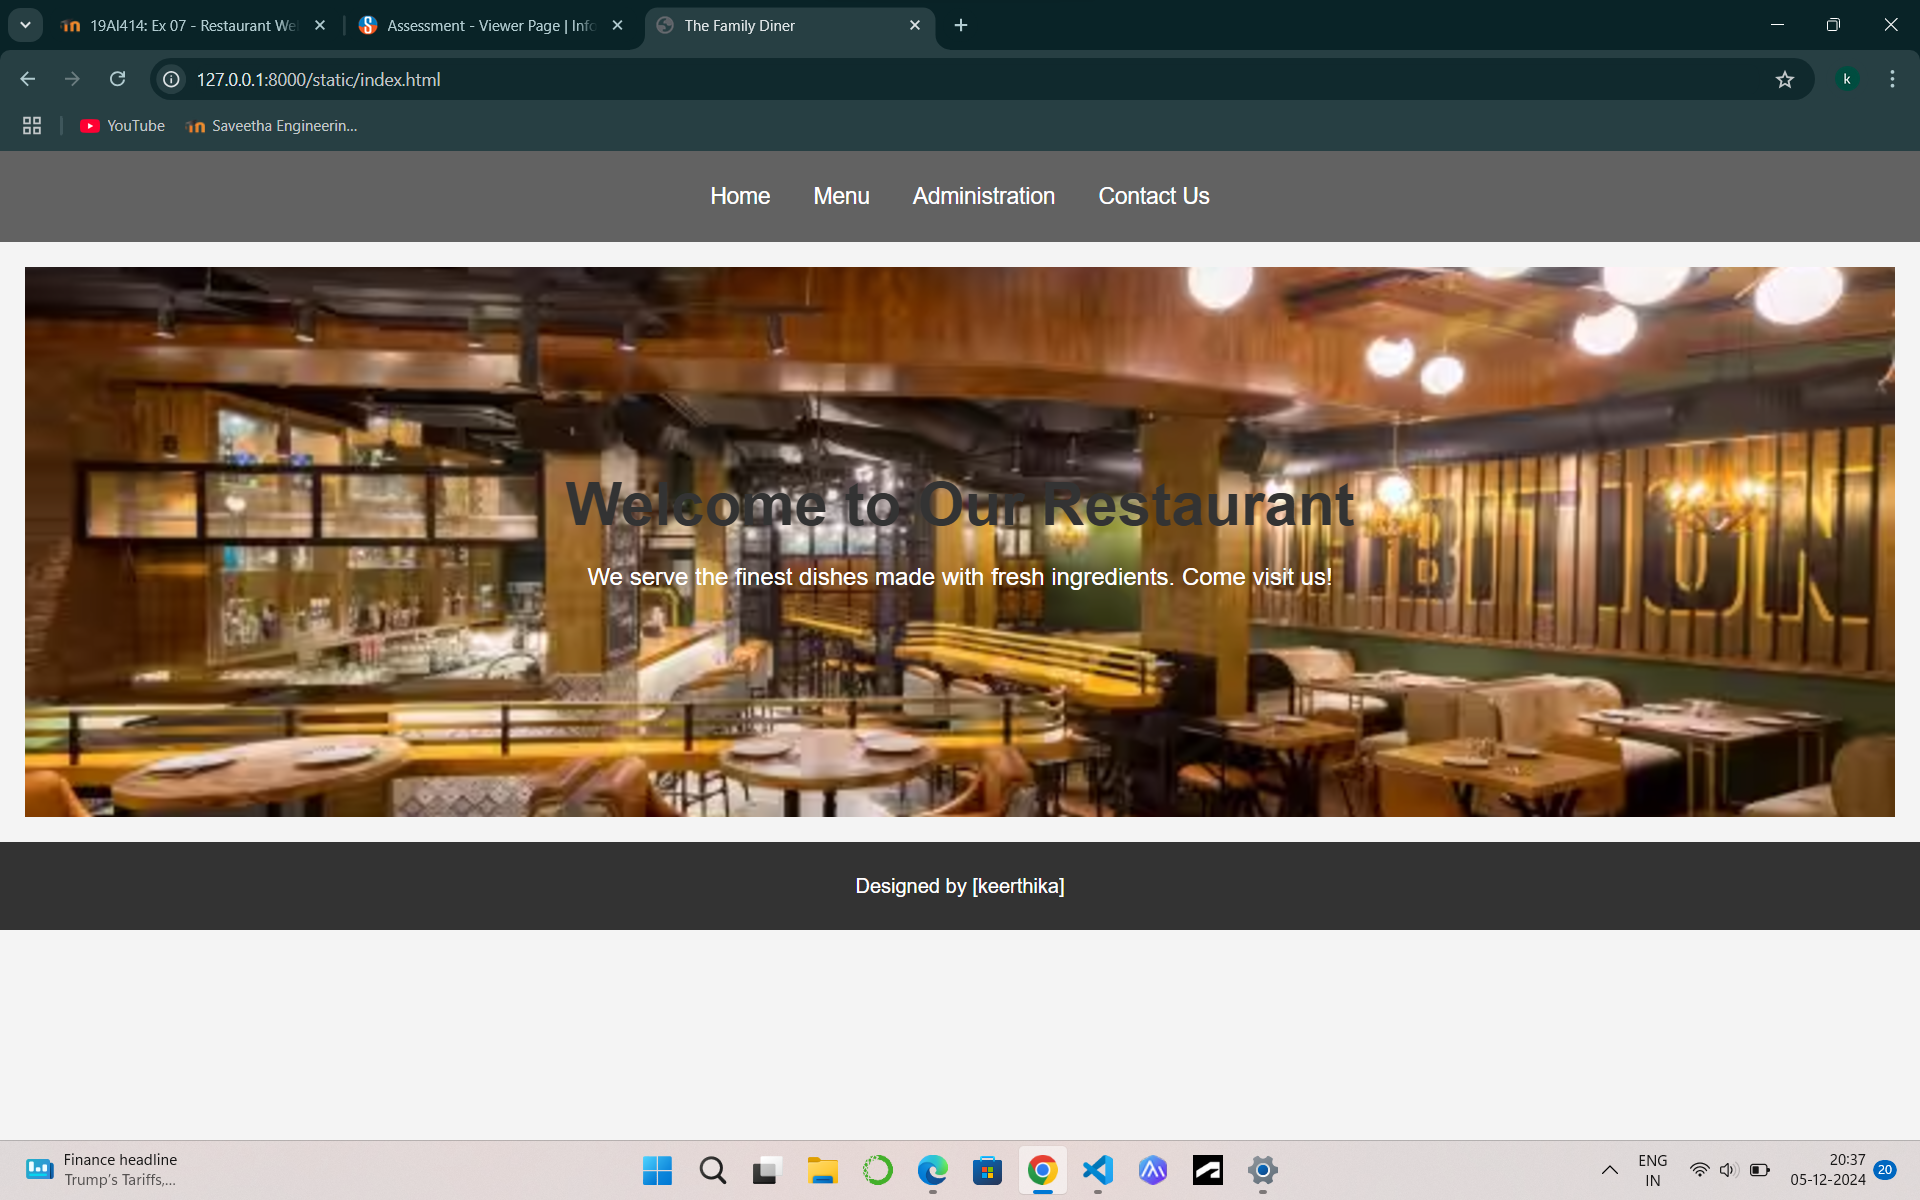 19AI414: Ex 07 - Restaurant We
Assessment - Viewer Page | Info
The Family Diner
127.0.0.1:8000/static/index.html
k
YouTube
Saveetha Engineerin...
Home
Menu
Administration
Contact Us
Welcome to Our Restaurant
We serve the finest dishes made with fresh ingredients. Come visit us!
Designed by [keerthika]
Finance headline
Trump's Tariffs,...
ENG
IN
20:37
05-12-2024
20